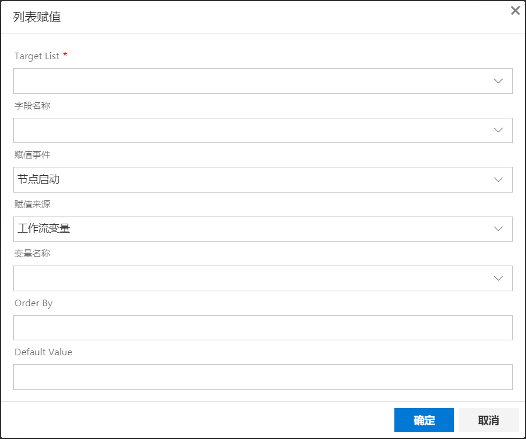 列表赋值
Target List *
字段名称
赋值事件
节点启动
赋值来源
工作流变量
变量名称
Order By
Default Value
确定
取消